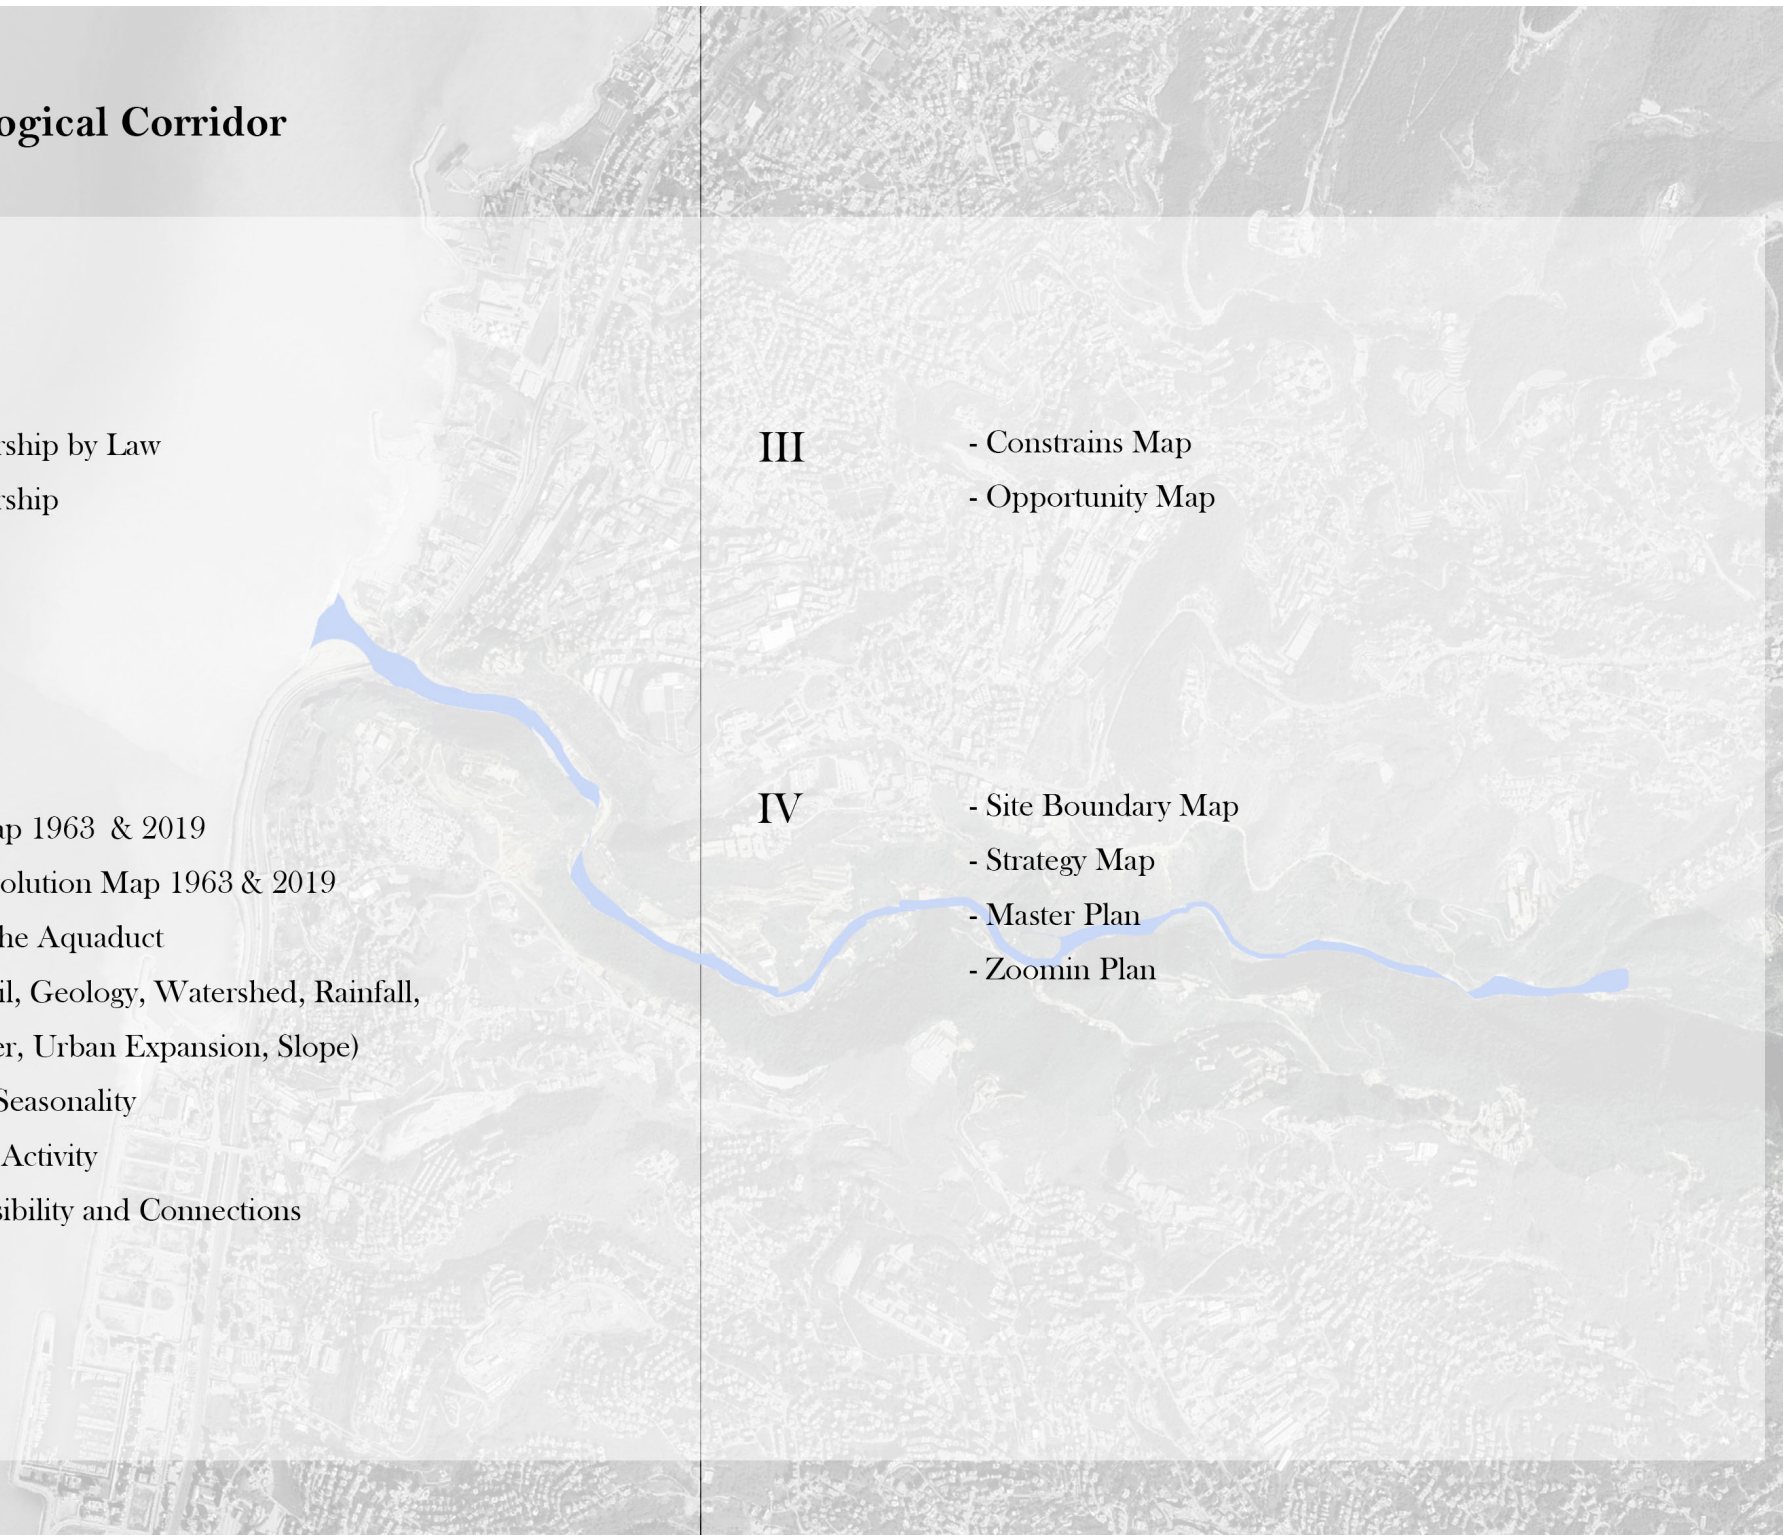 ogical Corridor
rship by Law
rship
ap 1963 & 2019
olution Map 1963 & 2019
he Aquaduct
il, Geology, Watershed, Rainfall,
er, Urban Expansion, Slope)
Seasonality
Activity
sibility and Connections
III
- Constrains Map
- Opportunity Map
IV
- Site Boundary Map
- Strategy Map
- Master Plan
- Zoomin Plan